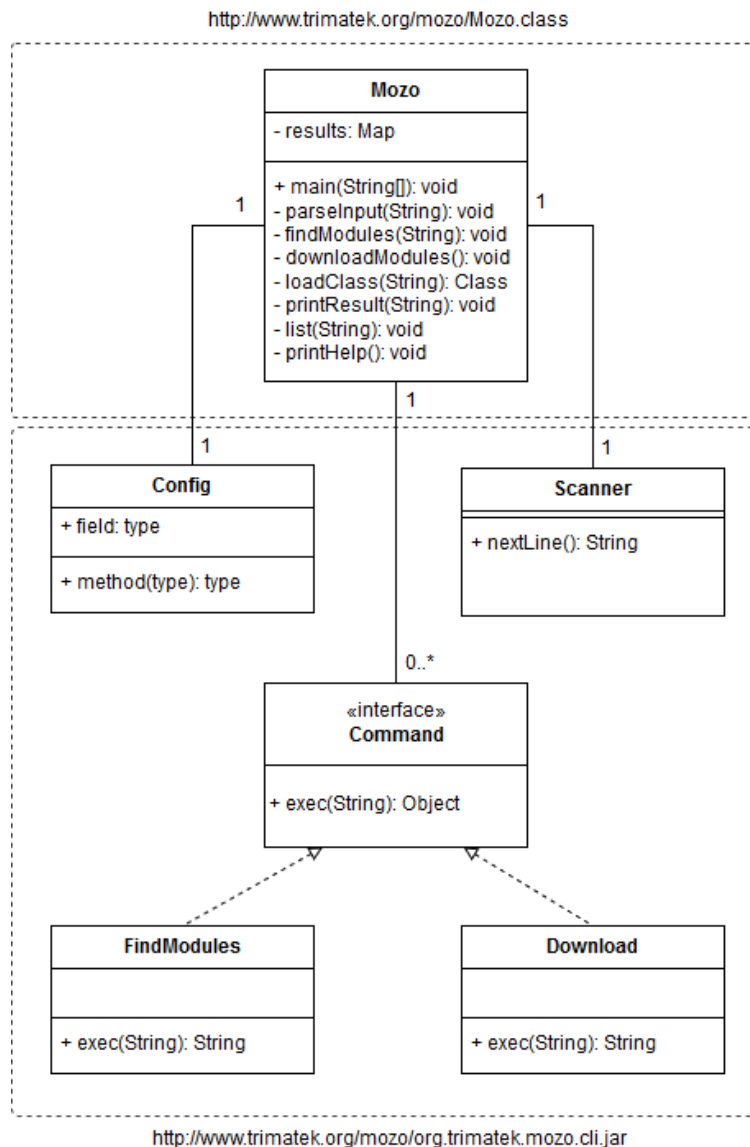 http://www.trimatek.org/mozo/Mozo.class
Mozo
- results: Map
+ main(String[]): void
- parseInput(String): void
- findModules(String): void
- downloadModules(): void
- loadClass(String): Class
- printResult(String): void
- list(String): void
- printHelp(): void
1
1
1
1
1
Config
+ field: type
+ method(type): type
Scanner
+ nextLine(): String
0..*
«interface»
Command
+ exec(String): Object
FindModules
+ exec(String): String
Download
+ exec(String): String
http://www.trimatek.org/mozo/org.trimatek.mozo.cli.jar